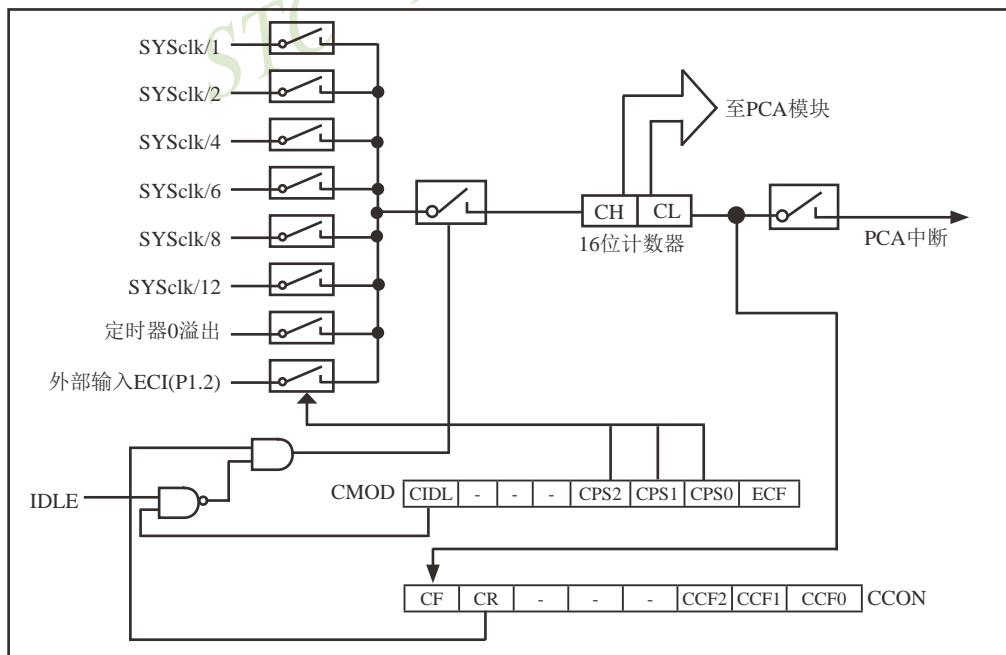 SYSclk/1
SYSclk/2
SYSclk/4
SYSclk/6
SYSclk/8
SYSclk/12
定时器0溢出
外部输入ECI(P1.2)
至PCA模块
CH CL
16位计数器
PCA中断
IDLE
CMOD CIDL - - - CPS2 CPS1 CPS0 ECF
CF CR - - - CCF2 CCF1 CCF0 CCON
STC